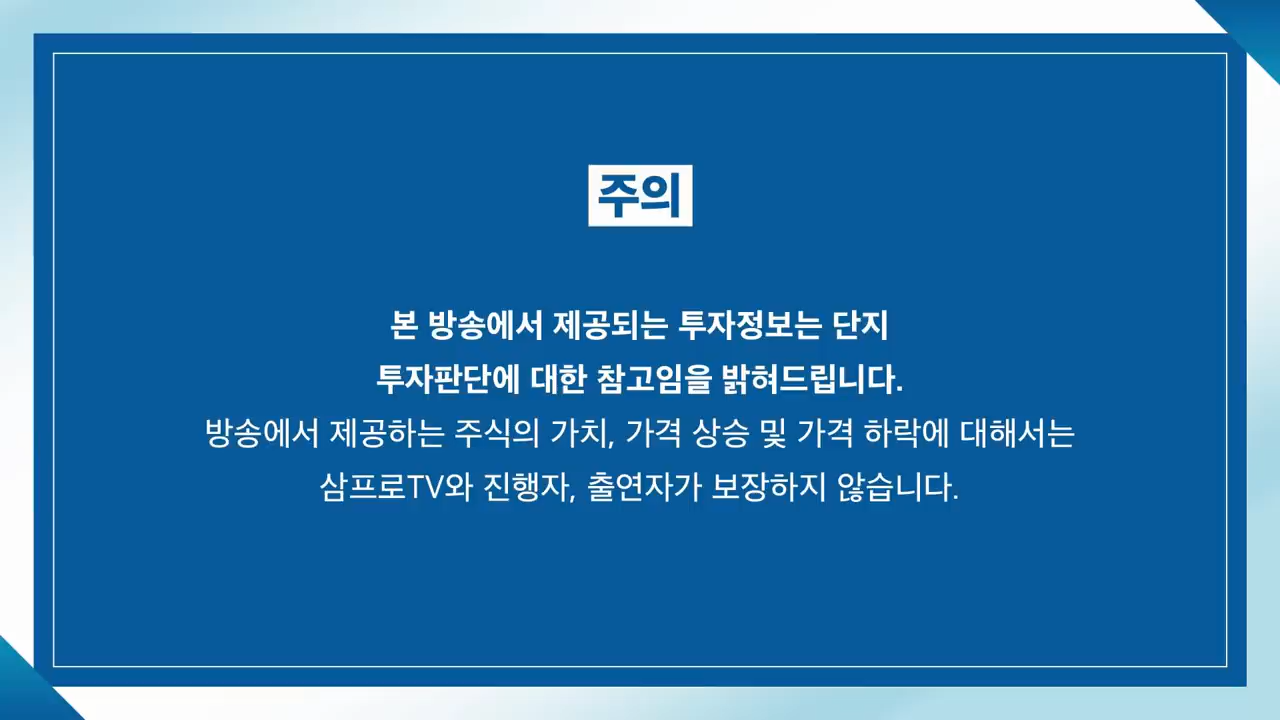 주의
본 방송에서 제공되는 투자정보는 단지
투자판단에 대한 참고임을 밝혀드립니다.
방송에서 제공하는 주식의 가치, 가격 상승 및 가격 하락에 대해서는
삼프로TV와 진행자, 출연자가 보장하지 않습니다.